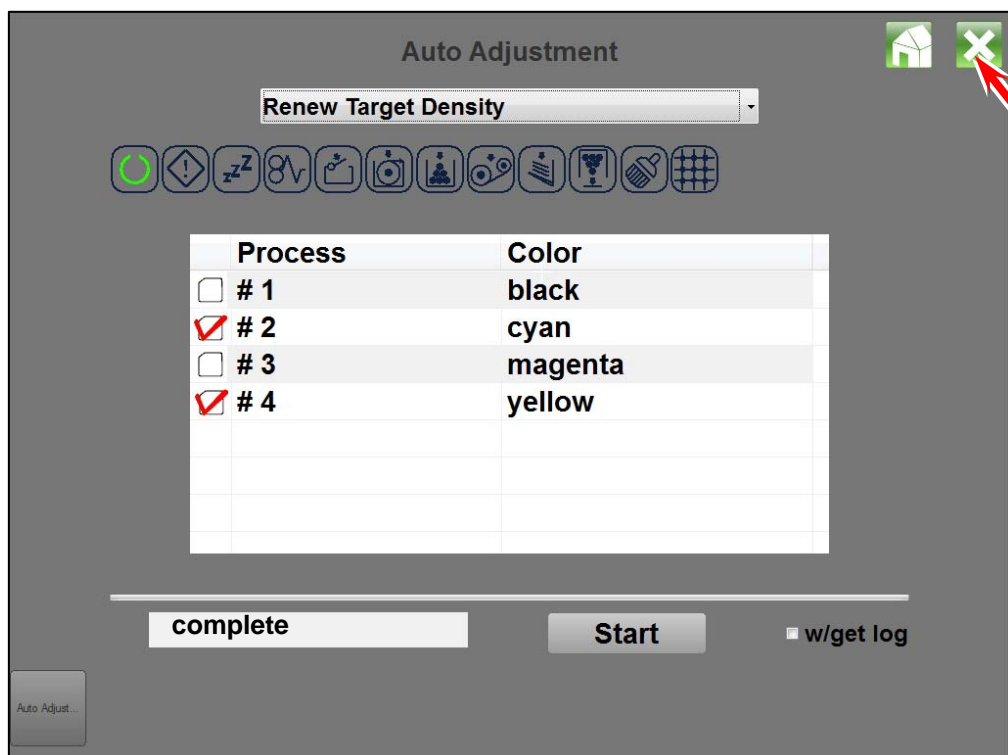 Auto Adjustment
Renew Target Density
zzZ
Process Color
# 1 black
# 2 cyan
# 3 magenta
# 4 yellow
complete Start w/get log
Auto Adjust...